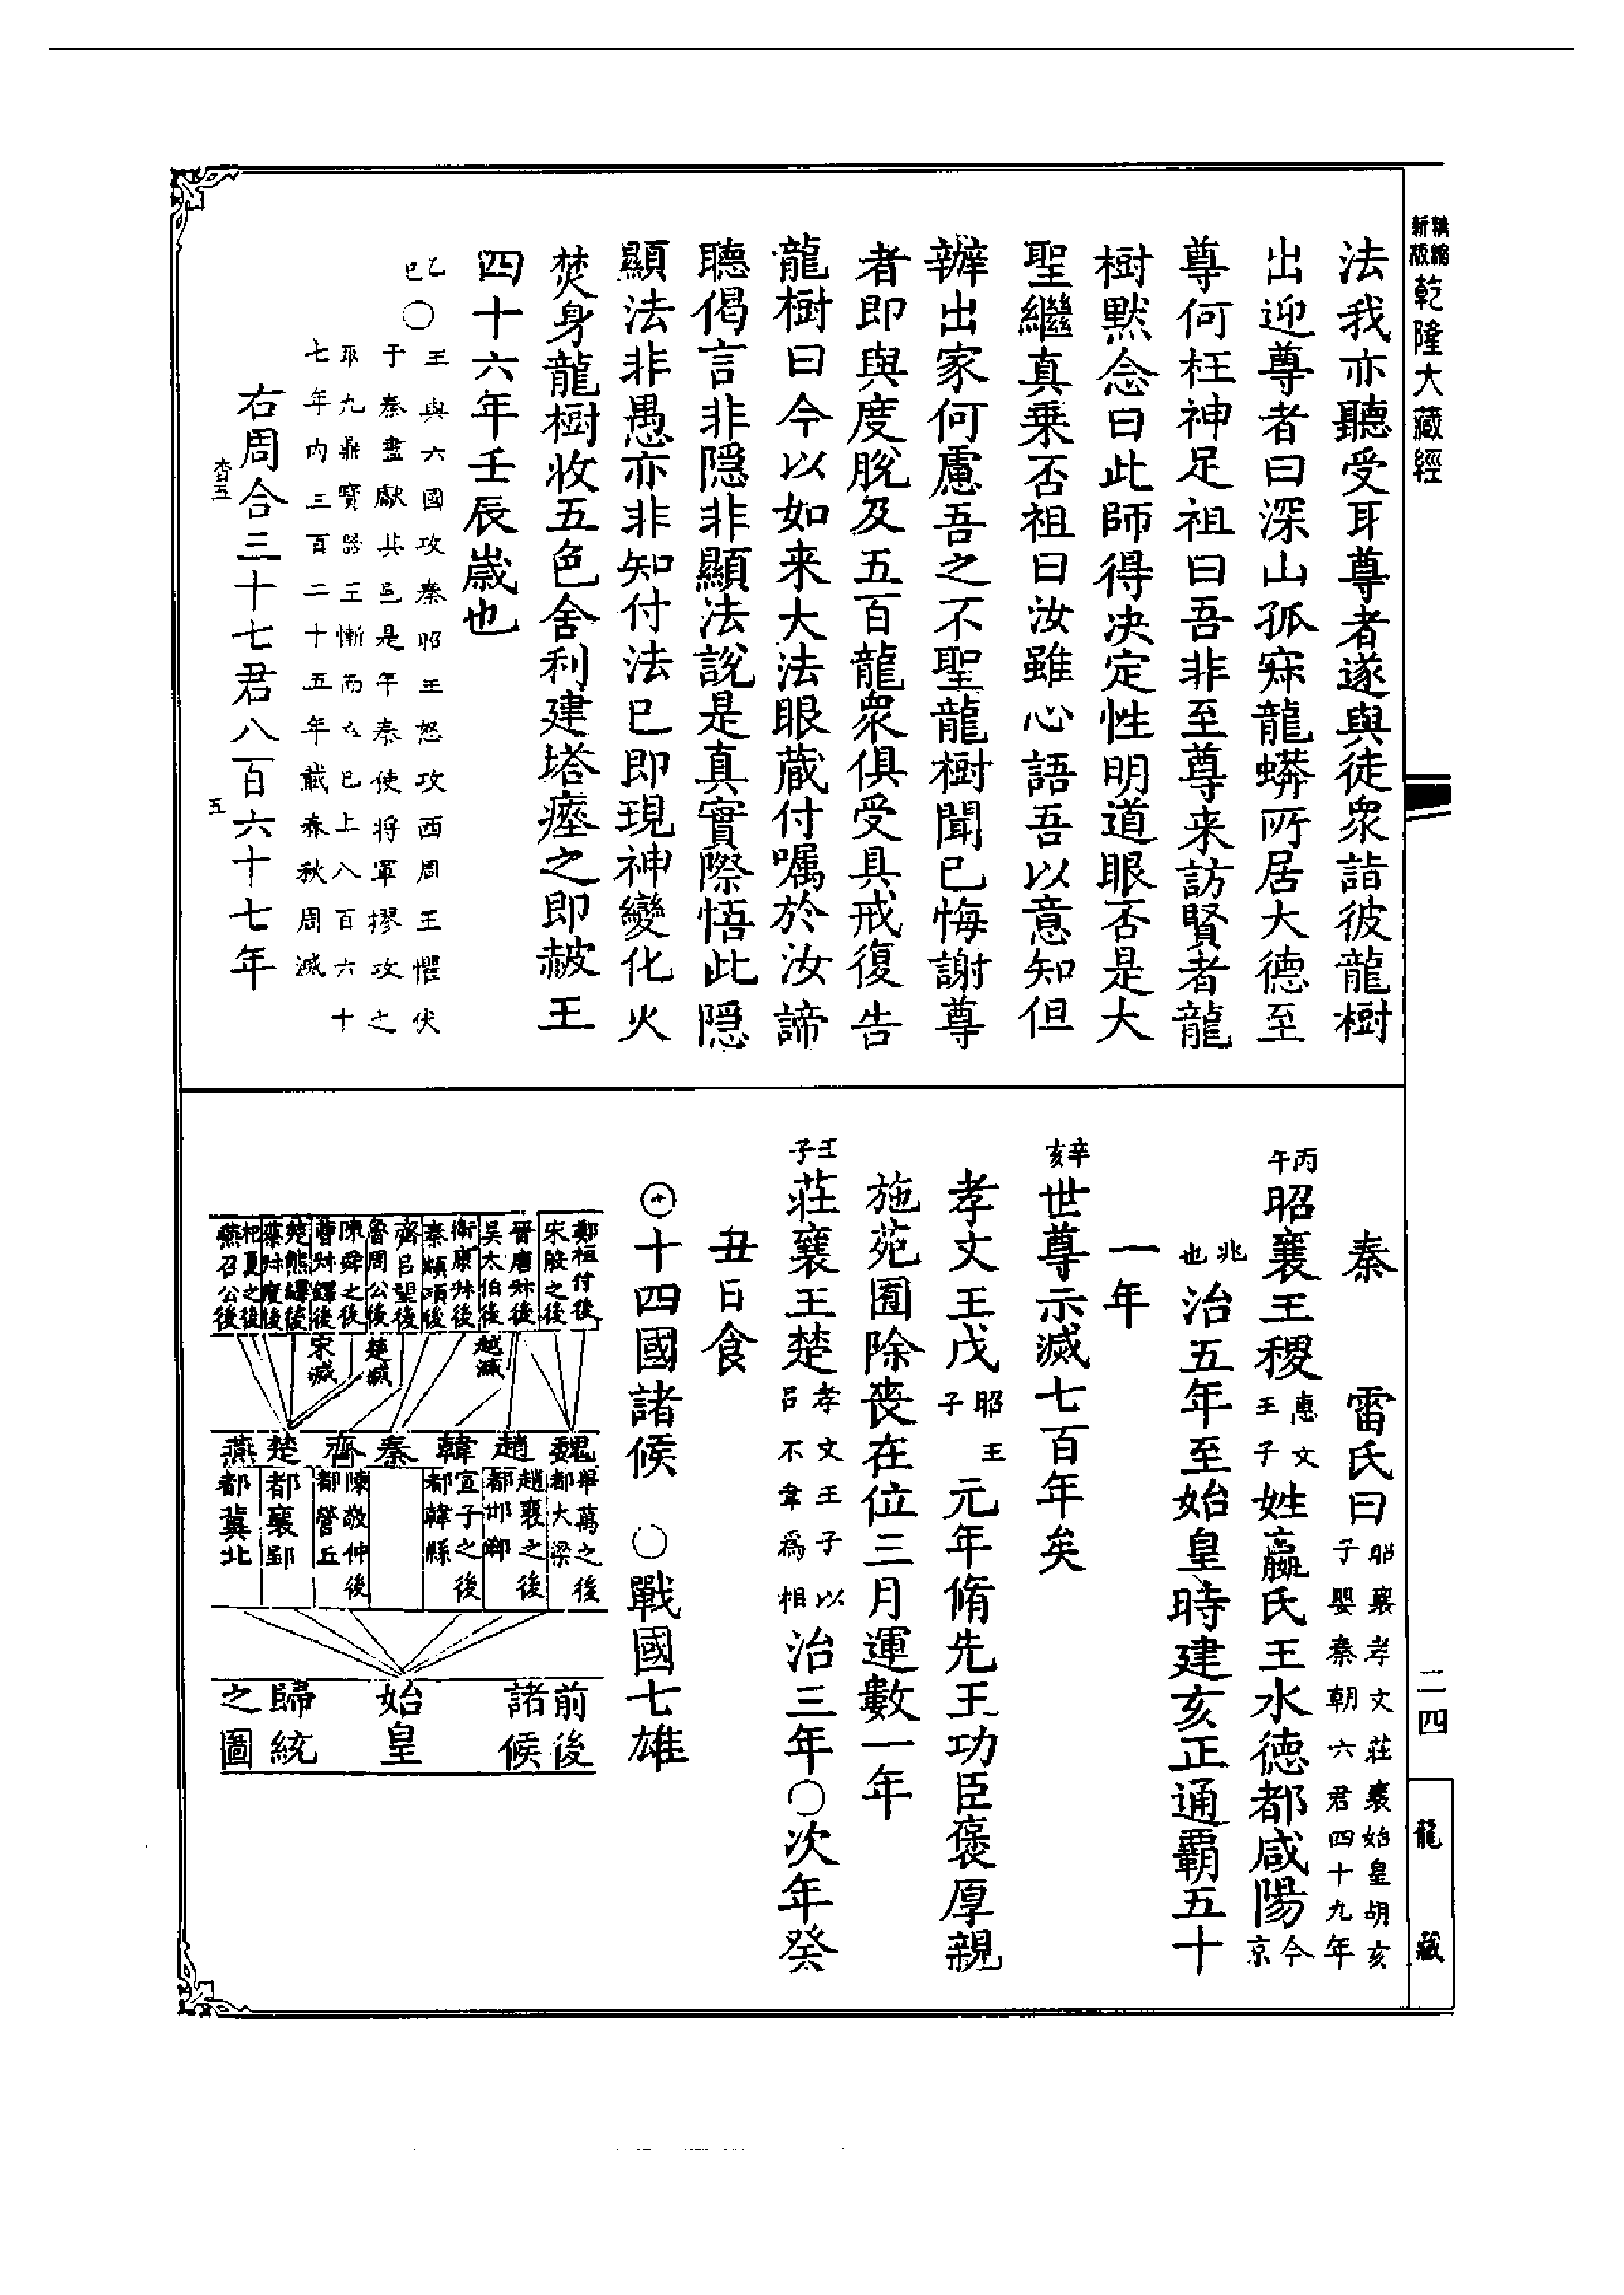 新版精縮乾隆大藏經
二四
龍藏
法我亦聽受耳尊者遂與徒衆詣彼龍樹
出迎尊者曰深山孤寂龍蟒所居大德至
尊何枉神足祖曰吾非至尊來訪賢者龍
樹默念曰此師得決定性明道眼否是大
聖繼真乗否祖曰汝雖心語吾以意知但
辦出家何慮吾之不聖龍樹聞已悔謝尊
者即與度脫及五百龍衆俱受具戒復告
龍樹曰今以如来大法眼蔵付嘱於汝諦
聽偈言非隱非顯法說是真實際悟此隱
顯法非愚亦非知付法已即現神變化火
焚身龍樹收五色舍利建塔瘞之即赧王
四十六年壬辰歲也
乙巳○王與六國攻秦昭王怒攻西周王懼伏
于秦盡獻其邑是年秦使將軍摎攻之
取九鼎寶器王慚而已上八百六十
七年内三百二十五年戴春秋周滅
右周合三十七君八百六十七年
五
秦 雷氏曰昭襄孝文莊襄始皇胡亥
子嬰秦朝六君四十九年
丙午昭襄王稷惠文王子姓嬴氏王水德都咸陽今京
兆也治五年至始皇時建亥正通霸五十
一年
辛亥世尊示滅七百年矣
孝文王戊昭王子元年脩先王功臣褒厚親
施苑囿除喪在位三月運數一年
壬子莊襄王楚孝文王子以呂不韋爲相治三年○次年癸
丑日食
十四國諸候 ○戰國七雄
鄭桓付後
宋殷之後
晉唐叔後
吳太伯後
衛康叔後
秦顓頊後
齊呂望後
魯周公後
陳舜之後
曹叔鐸後
楚熊繹後
蔡叔度後
杞夏之後
燕召公後
越滅
楚滅
宋滅
魏 趙 韓 秦 齊 楚 燕
畢萬之後
都大梁
趙襄之後
都邯鄲
宣子之後
都韓縣
陳敬仲後
都營丘
都襄郢
都冀北
前後諸候
始皇
歸統之圖